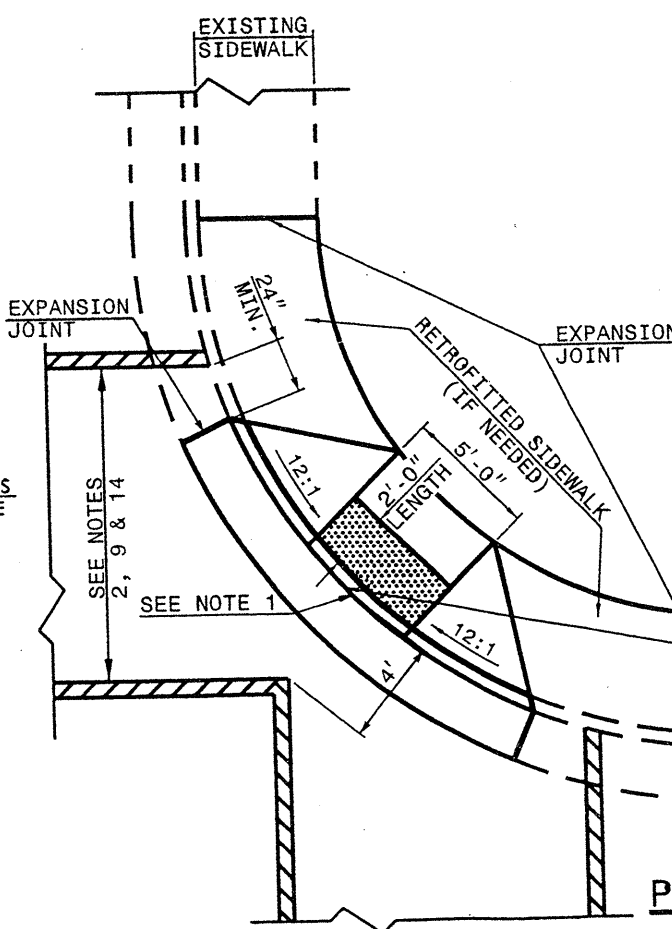 EXISTING
SIDEWALK
24"
MIN.
EXPANSION
JOINT
EXPANSION
JOINT
RETROFITTED SIDEWALK
(IF NEEDED)
5'-0"
2'-0"
LENGTH
12:1
S
SEE NOTES
2, 9 & 14
SEE NOTE 1
12:1
4'
P